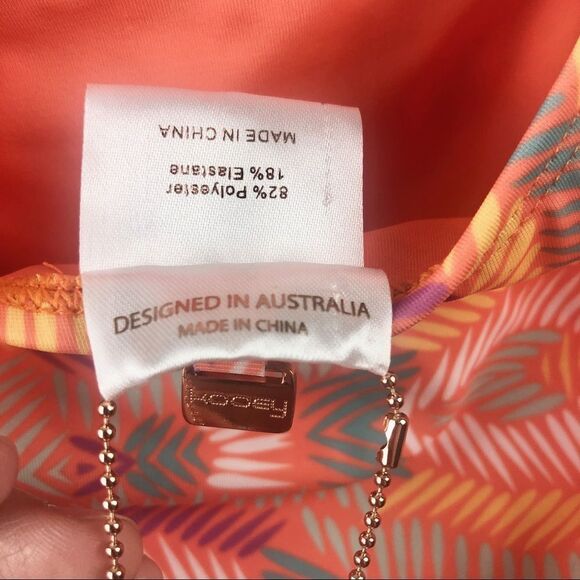 82% Polyester
18% Elastane
MADE IN CHINA
DESIGNED IN AUSTRALIA
MADE IN CHINA
KOOEY